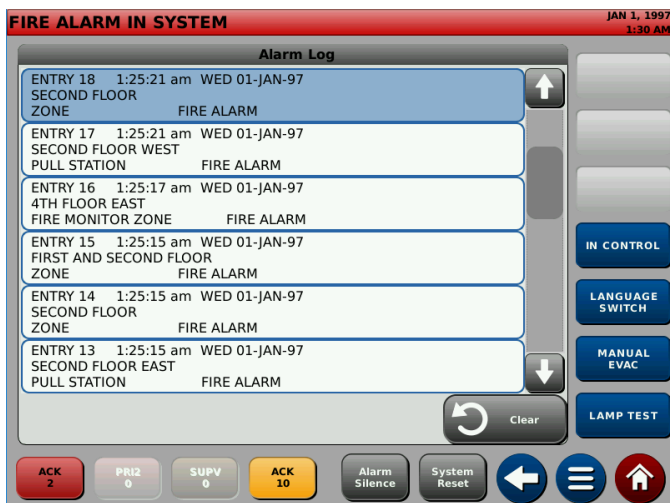 FIRE ALARM IN SYSTEM
JAN 1, 1997
1:30 AM
Alarm Log
ENTRY 18 1:25:21 am WED 01-JAN-97
SECOND FLOOR
ZONE FIRE ALARM
ENTRY 17 1:25:21 am WED 01-JAN-97
SECOND FLOOR WEST
PULL STATION FIRE ALARM
ENTRY 16 1:25:17 am WED 01-JAN-97
4TH FLOOR EAST
FIRE MONITOR ZONE FIRE ALARM
ENTRY 15 1:25:15 am WED 01-JAN-97
FIRST AND SECOND FLOOR
ZONE FIRE ALARM
ENTRY 14 1:25:15 am WED 01-JAN-97
SECOND FLOOR
ZONE FIRE ALARM
ENTRY 13 1:25:15 am WED 01-JAN-97
SECOND FLOOR EAST
PULL STATION FIRE ALARM
Clear
IN CONTROL
LANGUAGE
SWITCH
MANUAL
EVAC
LAMP TEST
ACK
2
PRI2
0
SUPV
0
ACK
10
Alarm
Silence
System
Reset